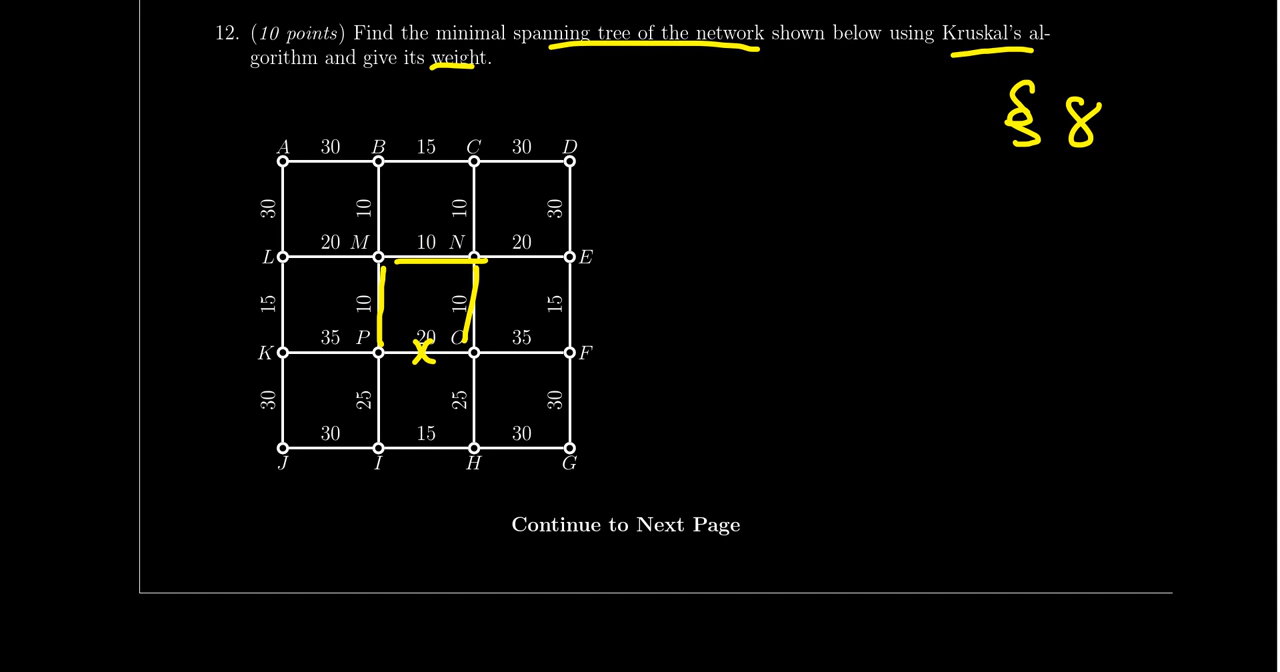 12. (10 points) Find the minimal spanning tree of the network shown below using Kruskal's al-
gorithm and give its weight.
§ 8
A 30 B 15 C 30 D
30 10 10 30
L 20 M 10 N 20 E
15 10 10 15
K 35 P 20 O 35 F
30 25 25 30
30 15 30
J I H G
Continue to Next Page